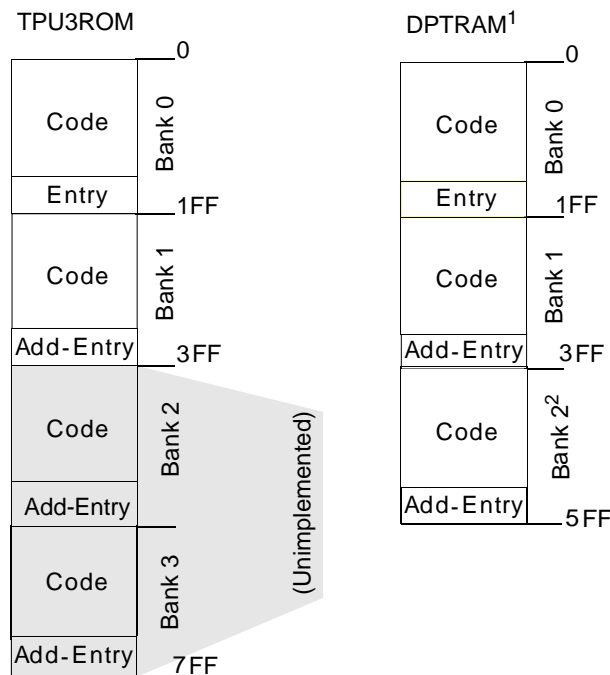 TPU3ROM
0
Code
Bank 0
Entry
1FF
Code
Bank 1
Add-Entry
3FF
Code
Bank 2
Add-Entry
(Unimplemented)
Code
Bank 3
Add-Entry
7FF
DPTRAM¹
0
Code
Bank 0
Entry
1FF
Code
Bank 1
Add-Entry
3FF
Code
Bank 2²
Add-Entry
5FF